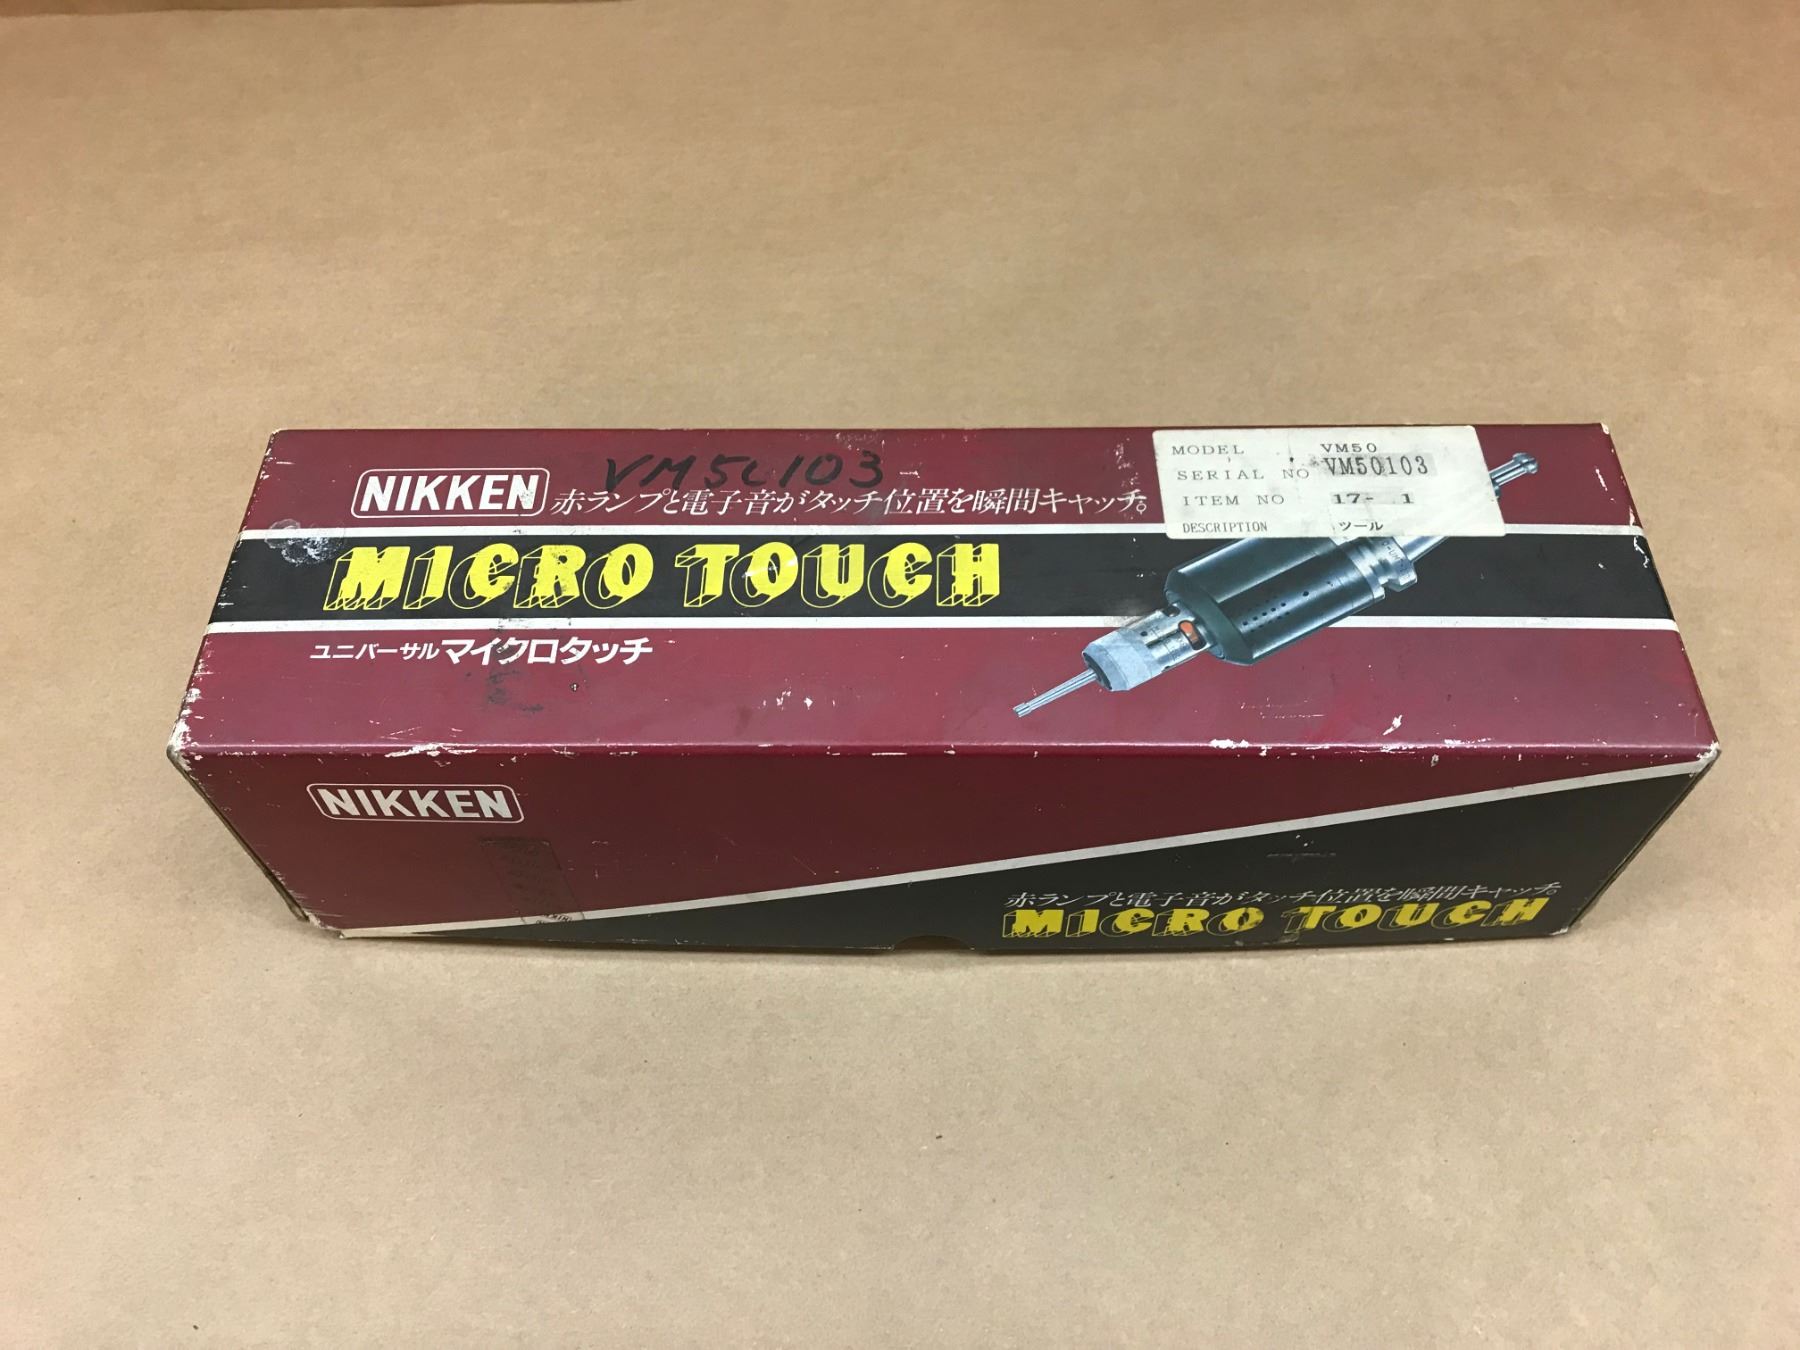 VM50103
NIKKEN 赤ランプと電子音がタッチ位置を瞬間キャッチ。
MICRO TOUCH
ユニバーサル マイクロタッチ
MODEL VM50
SERIAL NO VM50103
ITEM NO 17- 1
DESCRIPTION ツール
NIKKEN
赤ランプと電子音がタッチ位置を瞬間キャッチ。
MICRO TOUCH